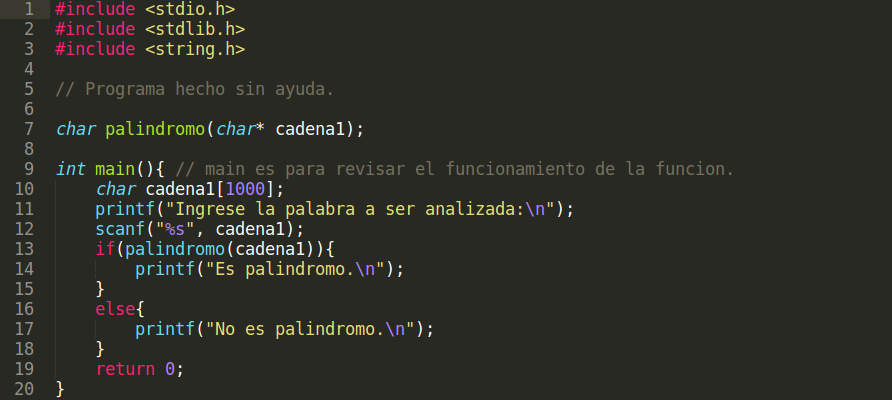 1 #include <stdio.h>
2 #include <stdlib.h>
3 #include <string.h>
4
5 // Programa hecho sin ayuda.
6
7 char palindromo(char* cadena1);
8
9 int main(){ // main es para revisar el funcionamiento de la funcion.
10     char cadena1[1000];
11     printf("Ingrese la palabra a ser analizada:\n");
12     scanf("%s", cadena1);
13     if(palindromo(cadena1)){
14         printf("Es palindromo.\n");
15     }
16     else{
17         printf("No es palindromo.\n");
18     }
19     return 0;
20 }